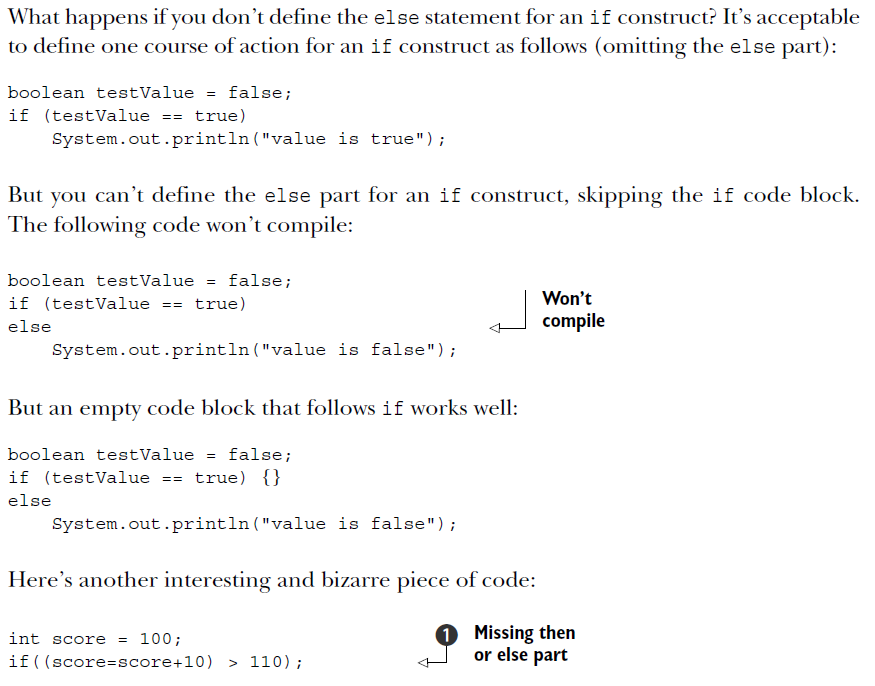 What happens if you don't define the else statement for an if construct? It's acceptable
to define one course of action for an if construct as follows (omitting the else part):
boolean testValue = false;
if (testValue == true)
    System.out.println("value is true");
But you can't define the else part for an if construct, skipping the if code block.
The following code won't compile:
boolean testValue = false;
if (testValue == true)
else
    System.out.println("value is false");
Won't
compile
But an empty code block that follows if works well:
boolean testValue = false;
if (testValue == true) {}
else
    System.out.println("value is false");
Here's another interesting and bizarre piece of code:
int score = 100;
if((score=score+10) > 110);
1 Missing then
or else part